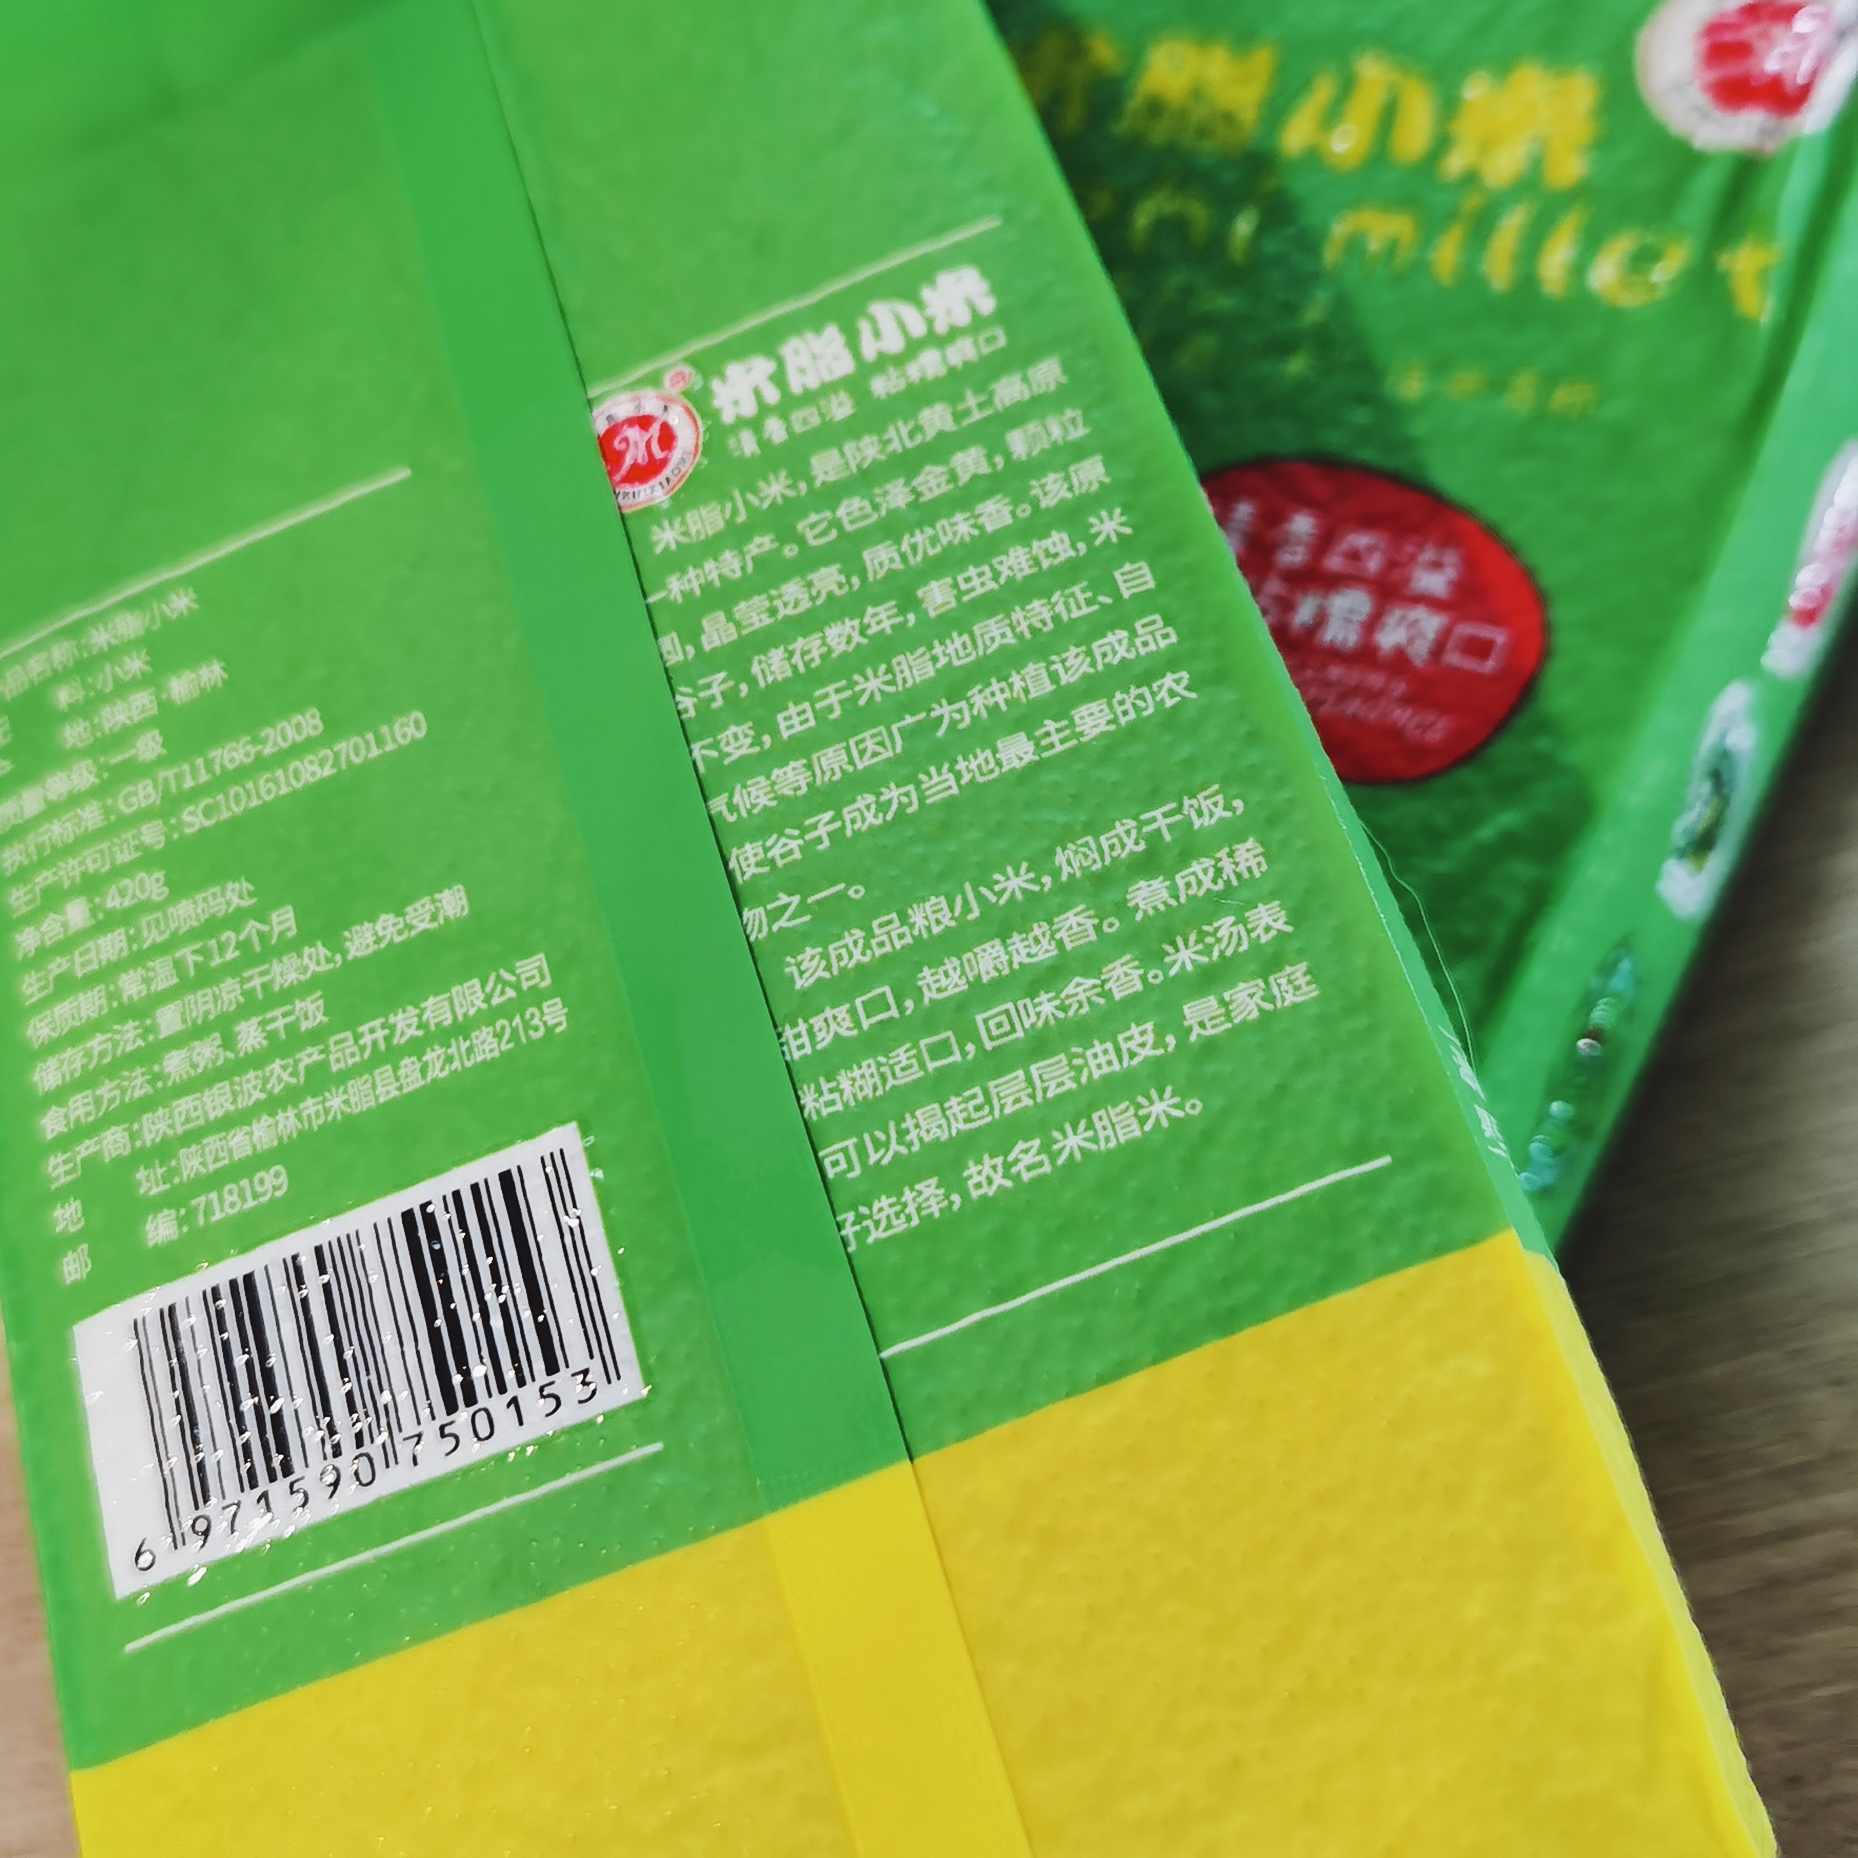 米脂小米
清香四溢 粘糯爽口
米脂小米，是陕北黄土高原
一种特产。它色泽金黄，颗粒
，晶莹透亮，质优味香。该原
谷子，储存数年，害虫难蚀，米
不变，由于米脂地质特征、自
气候等原因广为种植该成品
使谷子成为当地最主要的农
物之一。
该成品粮小米，焖成干饭，
甜爽口，越嚼越香。煮成稀
粘糊适口，回味余香。米汤表
可以揭起层层油皮，是家庭
好选择，故名米脂米。
品名称：米脂小米
料：小米
地：陕西·榆林
质量等级：一级
执行标准：GB/T11766-2008
生产许可证号：SC10161082701160
净含量：420g
生产日期：见喷码处
保质期：常温下12个月
储存方法：置阴凉干燥处，避免受潮
食用方法：煮粥、蒸干饭
生产商：陕西银波农产品开发有限公司
地 址：陕西省榆林市米脂县盘龙北路213号
邮 编：718199
6 971590 750153
脂小米
millet
香四溢
糯爽口